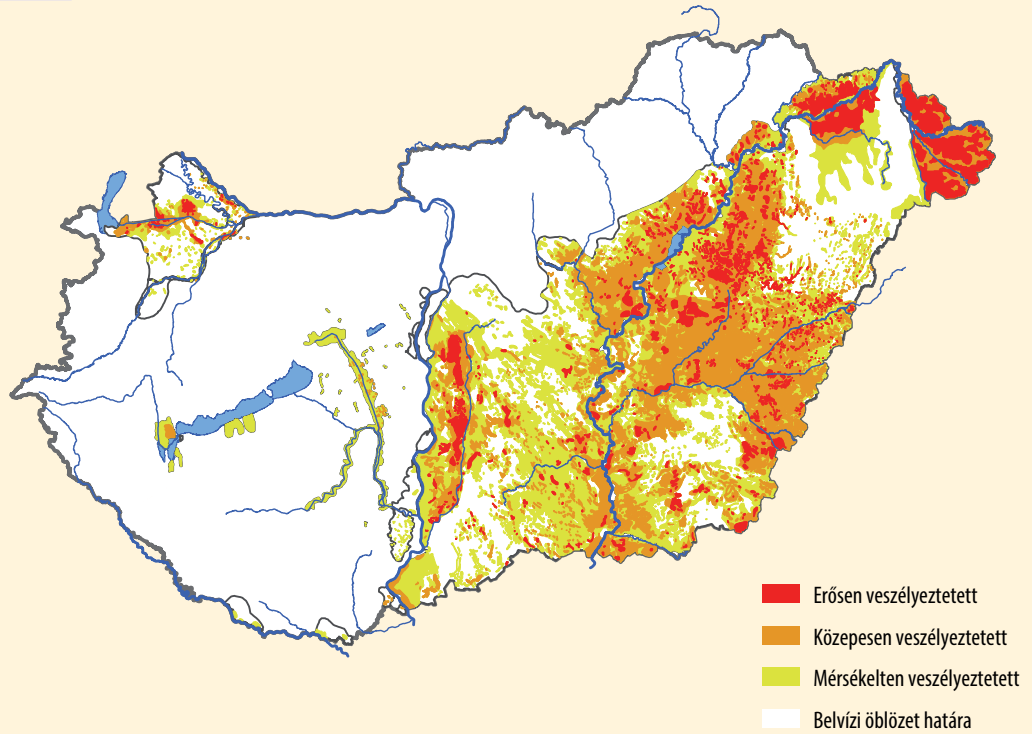 Erősen veszélyeztetett
Közepesen veszélyeztetett
Mérsékelten veszélyeztetett
Belvízi öblözet határa